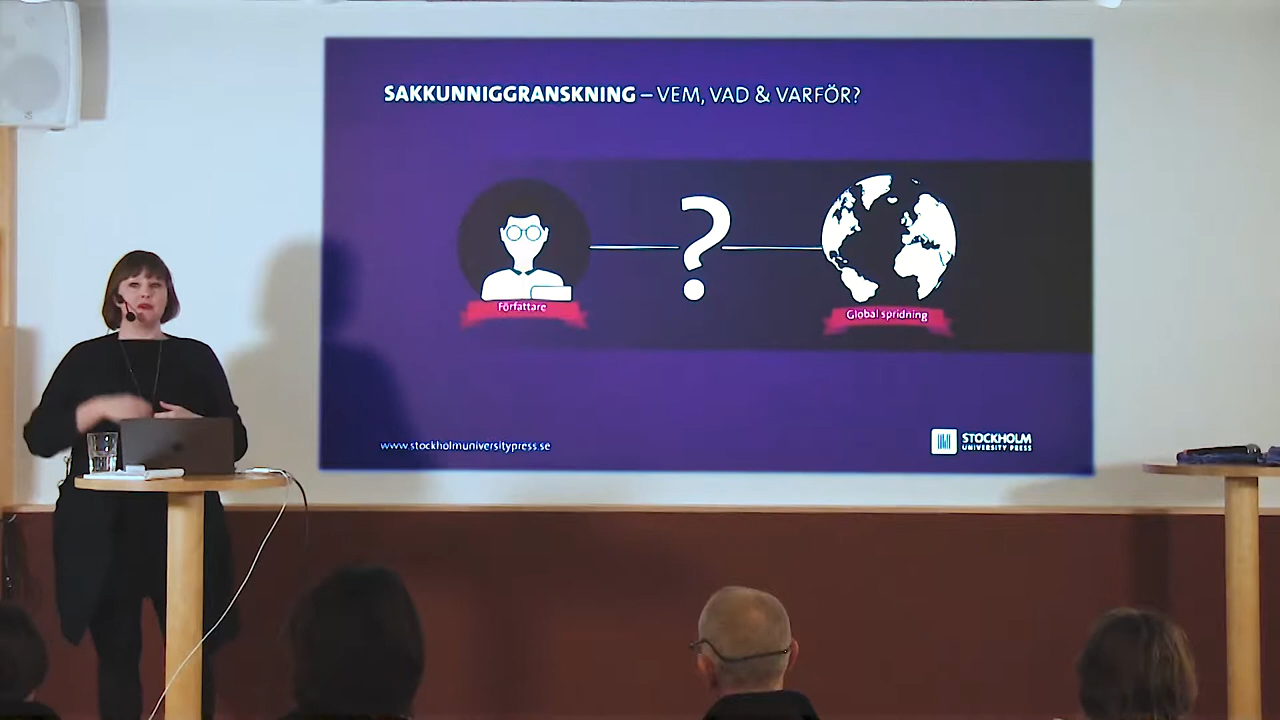 SAKKUNNIGGRANSKNING – VEM, VAD & VARFÖR?
?
Författare
Global spridning
www.stockholmuniversitypress.se
STOCKHOLM
UNIVERSITY PRESS